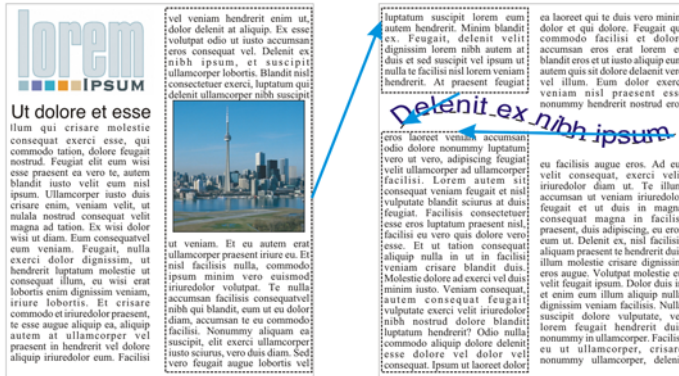 lorem
IPSUM
Ut dolore et esse
Ilum qui crisare molestie
consequat exerci esse, qui
commodo tation, dolore feugait
nostrud. Feugiat elit eum wisi
esse praesent ea vero te, autem
blandit iusto velit eum nisl
ipsum. Ullamcorper iusto duis
crisare enim, veniam velit, ut
nulala nostrud consequat velit
magna ad tation. Ex wisi dolor
wisi ut diam. Eum consequatvel
eum veniam. Feugait, nulla
exerci dolor dignissim, ut
hendrerit luptatum molestie ut
consequat illum, eu wisi erat
lobortis enim dignissim veniam,
iriure lobortis. Et crisare
commodo et iriuredolor praesent,
te esse augue aliquip ea, aliquip
autem at ullamcorper vel
praesent in hendrerit vel dolore
aliquip iriuredolor eum. Facilisi
vel veniam hendrerit enim ut,
dolor delenit at aliquip. Ex esse
volutpat odio ut iusto accumsan
eros consequat vel. Delenit ex
nibh ipsum, et suscipit
ullamcorper lobortis. Blandit nisl
consectetuer exerci, luptatum qui
delenit ullamcorper nibh suscipit
ut veniam. Et eu autem erat
ullamcorper praesent iriure eu. Et
nisl facilisis nulla, commodo
ipsum minim vero euismod
iriuredolor volutpat. Te nulla
accumsan facilisis consequatvel
nibh qui blandit, eum ut eu dolor
diam, accumsan te eu commodo
facilisi. Nonummy aliquam ea
suscipit, elit exerci ullamcorper
iusto sciurus, vero duis diam. Sed
vero feugait augue lobortis vel
luptatum suscipit lorem eum
autem hendrerit. Minim blandit
ex. Feugait, delenit velit
dignissim lorem nibh autem at
duis et sed suscipit vel ipsum ut
nulla te facilisi nisl lorem veniam
hendrerit. At praesent feugiat
Delenit ex nibh ipsum
eros laoreet veniam accumsan
odio dolore nonummy luptatum
vero ut vero, adipiscing feugiat
velit ullamcorper ad ullamcorper
facilisi. Lorem autem sit
consequat veniam feugait et nisl
vulputate blandit sciurus at duis
feugiat. Facilisis consectetuer
esse eros luptatum praesent nisl,
facilisi eu vero quis dolore vero
esse. Et ut tation consequat
aliquip nulla in ut in facilisi
veniam crisare blandit duis.
Molestie dolore ad exerci vel duis
minim iusto. Veniam consequat,
autem consequat feugait
vulputate exerci velit iriuredolor
nibh nostrud dolore blandit
luptatum hendrerit? Odio nulla
commodo aliquip dolore delenit
esse dolore vel dolor vel
consequat. Ipsum ut laoreet dolor
ea laoreet qui te duis vero minim
dolor et qui dolore. Feugait qui
commodo facilisi et dolor
accumsan eros erat lorem e
blandit eros et ut iusto aliquip eum
autem quis sit dolore delacenit ver
vel illum. Eum dolor exerc
veniam nisl praesent ess
nonummy hendrerit nostrud ero
eu facilisis augue eros. Ad eu
velit consequat, exerci veli
iriuredolor diam ut. Te illum
accumsan ut veniam iriuredolo
feugait et ut duis in magn
consequat magna in facilis
praesent, duis adipiscing, eu ero
eum ut. Delenit ex, nisl facilisi
aliquam praesent te hendrerit dui
illum molestie crisare dignissim
eros augue. Volutpat molestie e
velit feugait ipsum. Dolor duis i
et enim eum illum aliquip null
dignissim veniam facilisis. Null
suscipit dolore vulputate, ve
lorem feugait hendrerit dui
nonummy in ullamcorper. Facilis
eu ut ullamcorper, crisar
nonummy ullamcorper, deleni